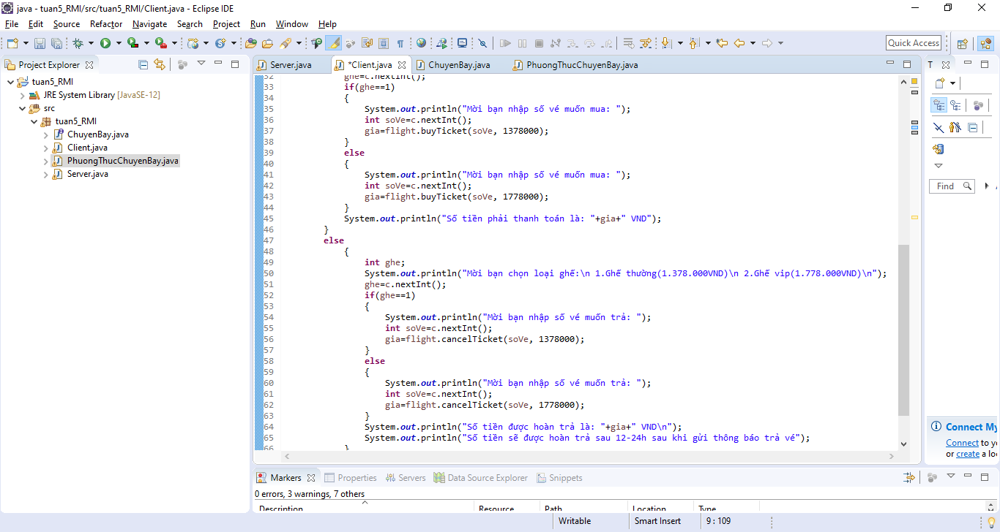 java - tuan5_RMI/src/tuan5_RMI/Client.java - Eclipse IDE
File Edit Source Refactor Navigate Search Project Run Window Help
Quick Access
Project Explorer
tuan5_RMI
JRE System Library [JavaSE-12]
src
tuan5_RMI
ChuyenBay.java
Client.java
PhuongThucChuyenBay.java
Server.java
Server.java *Client.java ChuyenBay.java PhuongThucChuyenBay.java
32 ghe=c.nextInt();
33 if(ghe==1)
34 {
35 System.out.println("Mời bạn nhập số vé muốn mua: ");
36 int soVe=c.nextInt();
37 gia=flight.buyTicket(soVe, 1378000);
38 }
39 else
40 {
41 System.out.println("Mời bạn nhập số vé muốn mua: ");
42 int soVe=c.nextInt();
43 gia=flight.buyTicket(soVe, 1778000);
44 }
45 System.out.println("Số tiền phải thanh toán là: "+gia+" VND");
46 }
47 else
48 {
49 int ghe;
50 System.out.println("Mời bạn chọn loại ghế:\n 1.Ghế thường(1.378.000VND)\n 2.Ghế vip(1.778.000VND)\n");
51 ghe=c.nextInt();
52 if(ghe==1)
53 {
54 System.out.println("Mời bạn nhập số vé muốn trả: ");
55 int soVe=c.nextInt();
56 gia=flight.cancelTicket(soVe, 1378000);
57 }
58 else
59 {
60 System.out.println("Mời bạn nhập số vé muốn trả: ");
61 int soVe=c.nextInt();
62 gia=flight.cancelTicket(soVe, 1778000);
63 }
64 System.out.println("Số tiền được hoàn trả là: "+gia+" VND\n");
65 System.out.println("Số tiền sẽ được hoàn trả sau 12-24h sau khi gửi thông báo trả vé");
66 }
T
Find
Connect My
Connect to
or create a
Markers Properties Servers Data Source Explorer Snippets
0 errors, 3 warnings, 7 others
Description Resource Path Location Type
Writable Smart Insert 9 : 109